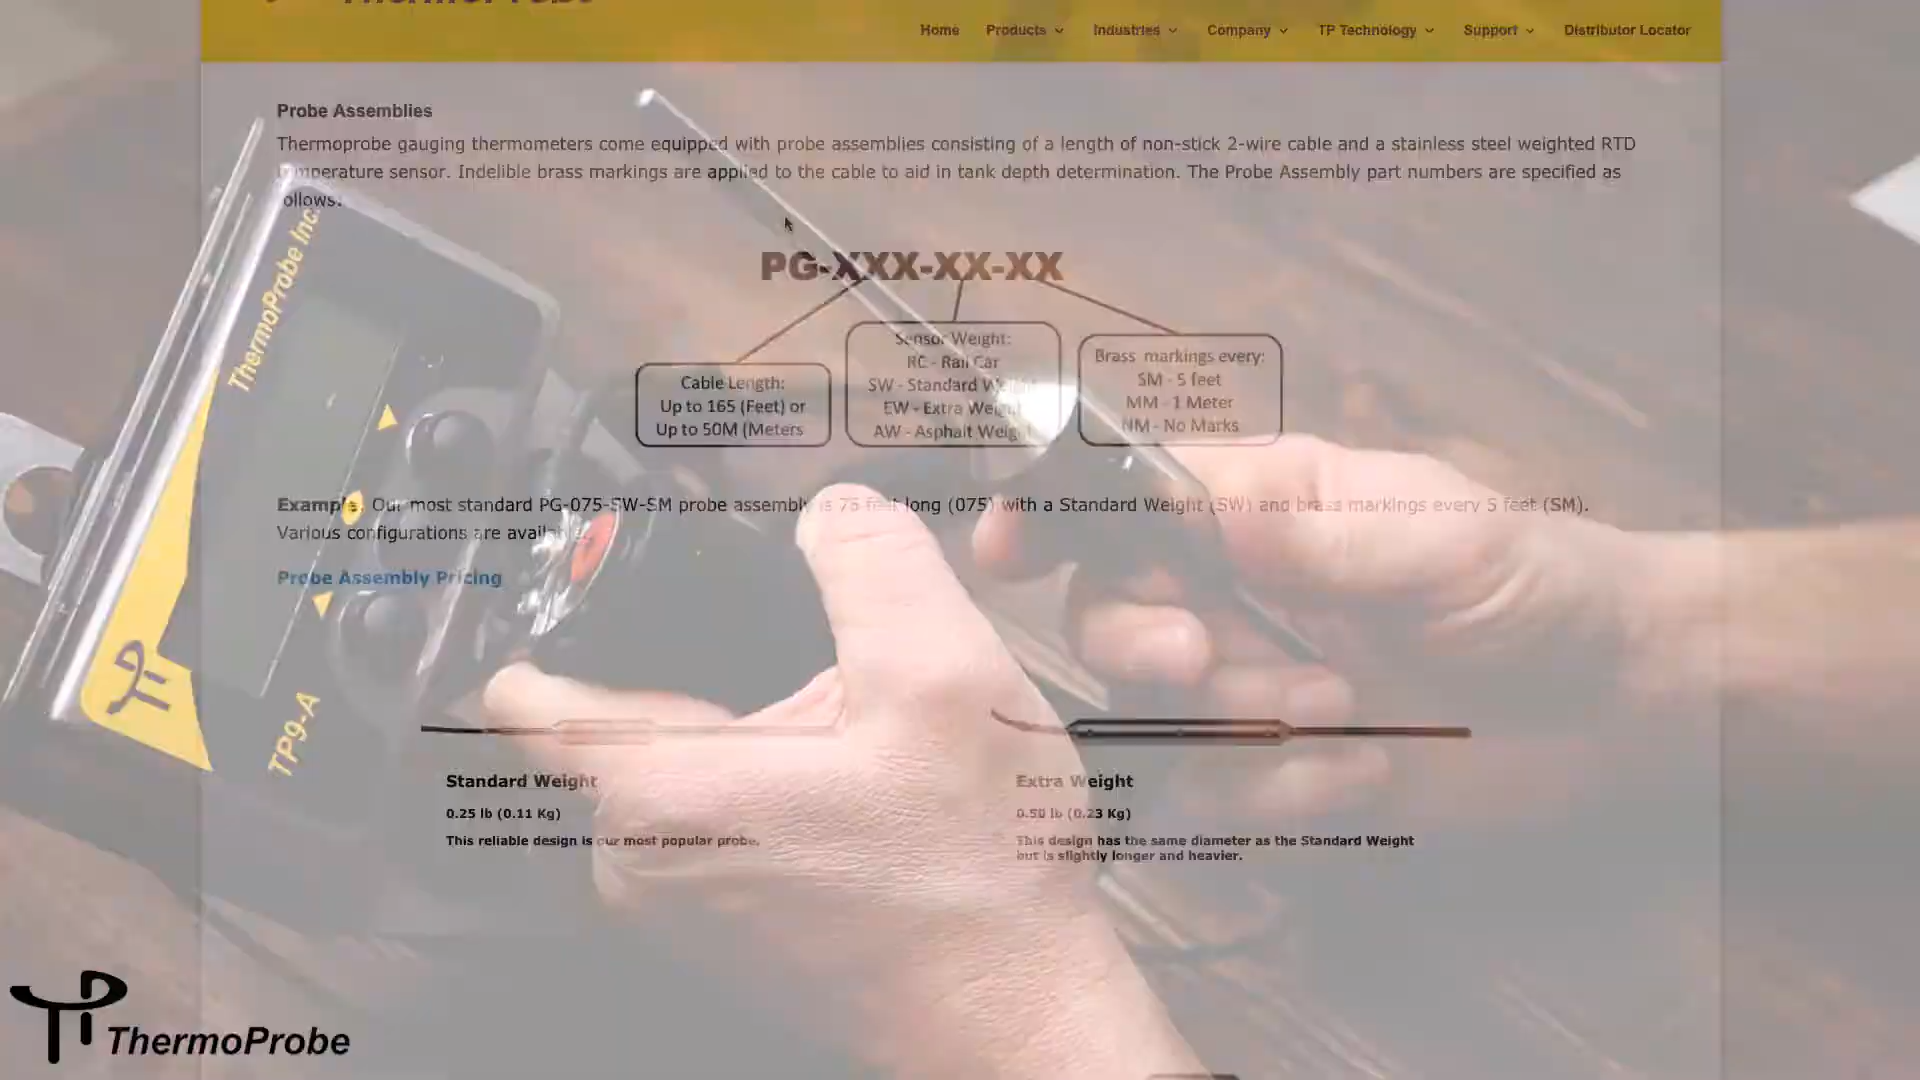 Home Products Industries Company TP Technology Support Distributor Locator
Probe Assemblies
Thermoprobe gauging thermometers come equipped with probe assemblies consisting of a length of non-stick 2-wire cable and a stainless steel weighted RTD
temperature sensor. Indelible brass markings are applied to the cable to aid in tank depth determination. The Probe Assembly part numbers are specified as
ollows:
PG-XXX-XX-XX
Cable Length:
Up to 165 (Feet) or
Up to 50M (Meters
Sensor Weight:
RC - Rail Car
SW - Standard Weight
EW - Extra Weight
AW - Asphalt Weight
Brass markings every:
SM - 5 feet
MM - 1 Meter
NM - No Marks
Example: Our most standard PG-075-SW-SM probe assembly is 75 feet long (075) with a Standard Weight (SW) and brass markings every 5 feet (SM).
Various configurations are available.
Probe Assembly Pricing
Standard Weight
0.25 lb (0.11 Kg)
This reliable design is our most popular probe.
Extra Weight
0.50 lb (0.23 Kg)
This design has the same diameter as the Standard Weight
but is slightly longer and heavier.
ThermoProbe Inc.
TP9-A
ThermoProbe